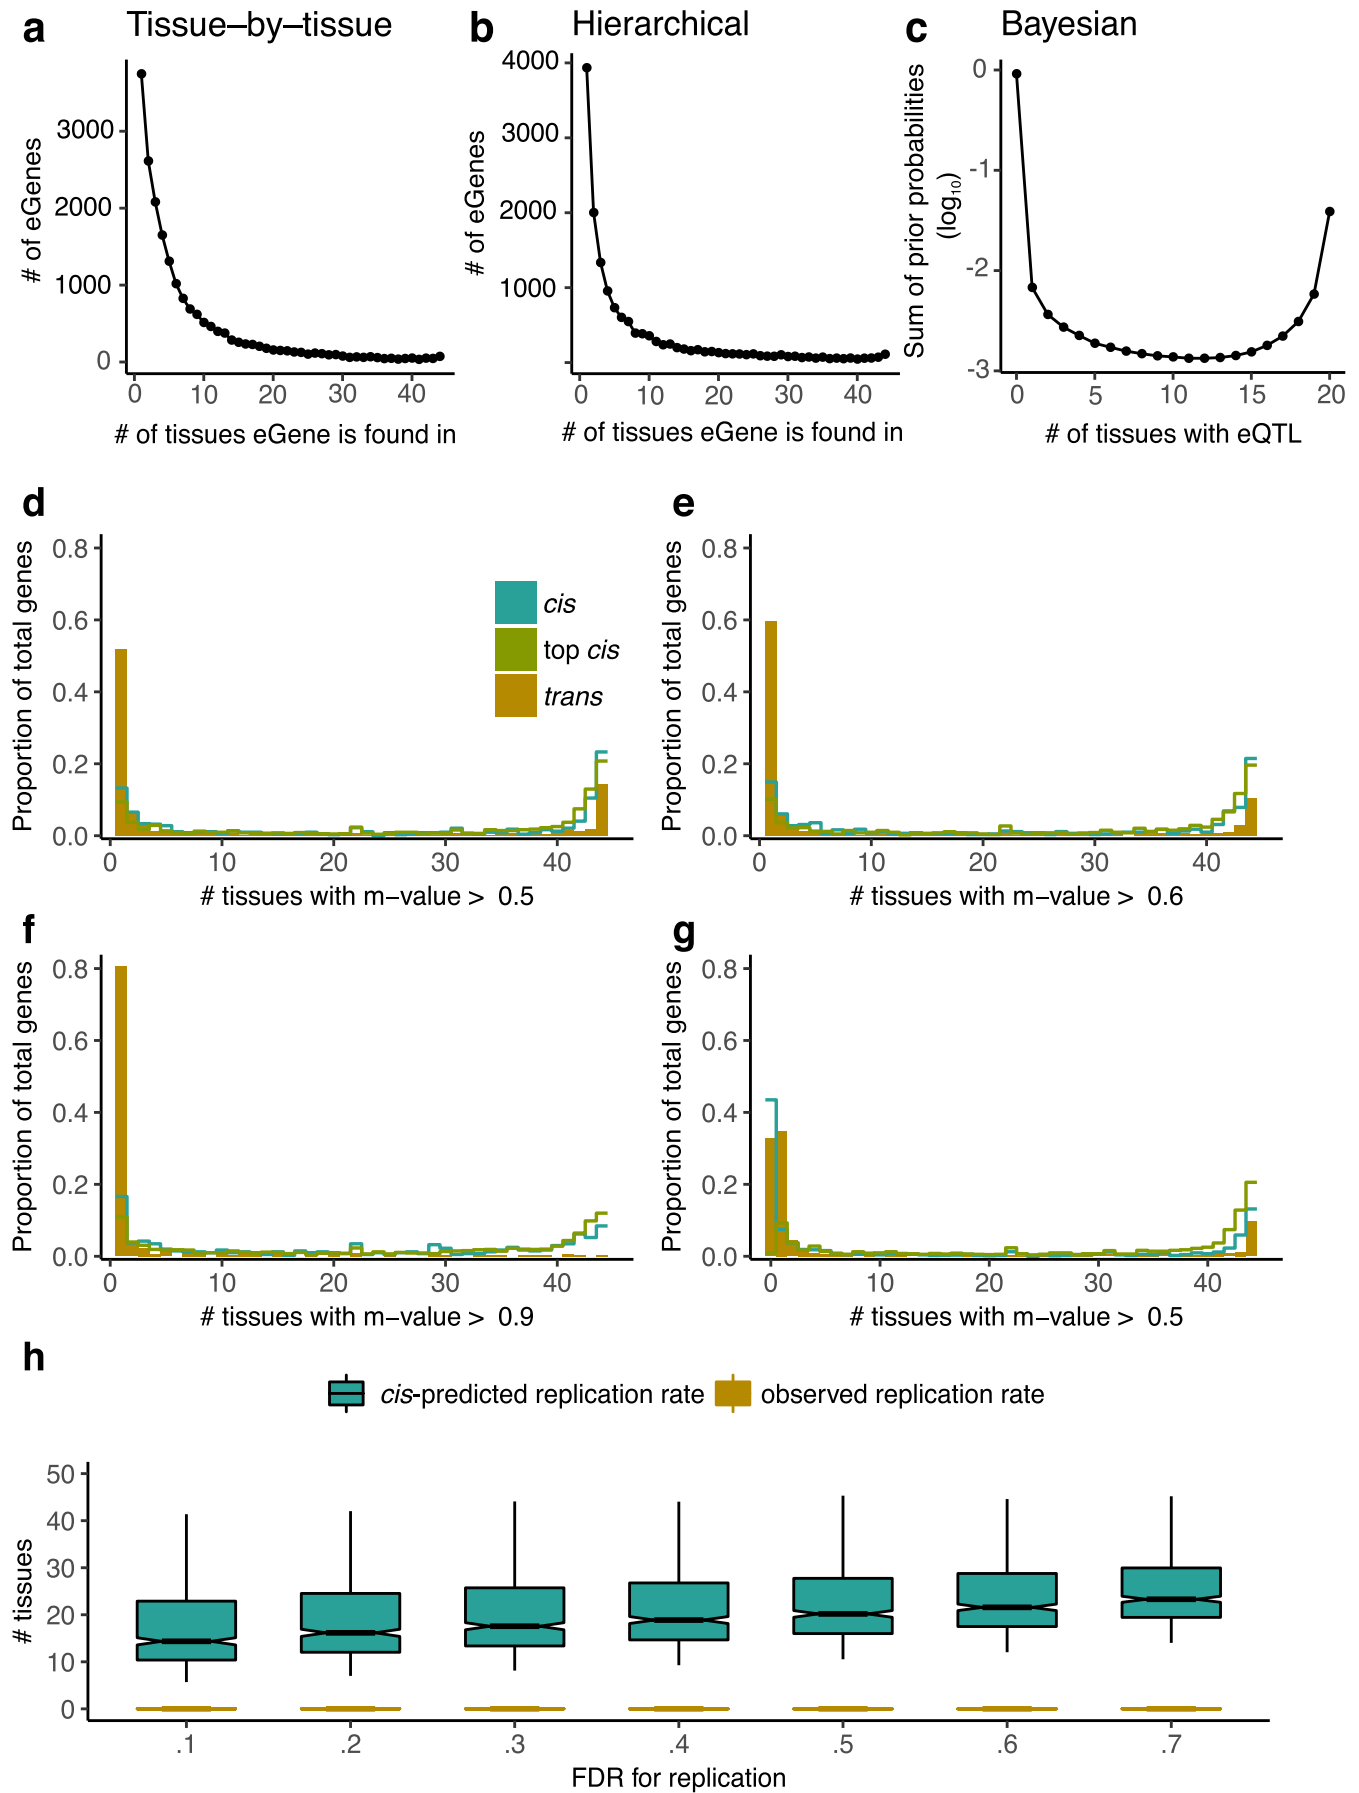 a Tissue–by–tissue
# of eGenes
3000
2000
1000
0
0 10 20 30 40
# of tissues eGene is found in
b Hierarchical
# of eGenes
4000
3000
2000
1000
0 10 20 30 40
# of tissues eGene is found in
c Bayesian
Sum of prior probabilities
(log10)
0
-1
-2
-3
0 5 10 15 20
# of tissues with eQTL
d
Proportion of total genes
0.8
0.6
0.4
0.2
0.0
cis
top cis
trans
0 10 20 30 40
# tissues with m−value > 0.5
e
Proportion of total genes
0.8
0.6
0.4
0.2
0.0
0 10 20 30 40
# tissues with m−value > 0.6
f
Proportion of total genes
0.8
0.6
0.4
0.2
0.0
0 10 20 30 40
# tissues with m−value > 0.9
g
Proportion of total genes
0.8
0.6
0.4
0.2
0.0
0 10 20 30 40
# tissues with m−value > 0.5
h
cis-predicted replication rate observed replication rate
# tissues
50
40
30
20
10
0
.1 .2 .3 .4 .5 .6 .7
FDR for replication